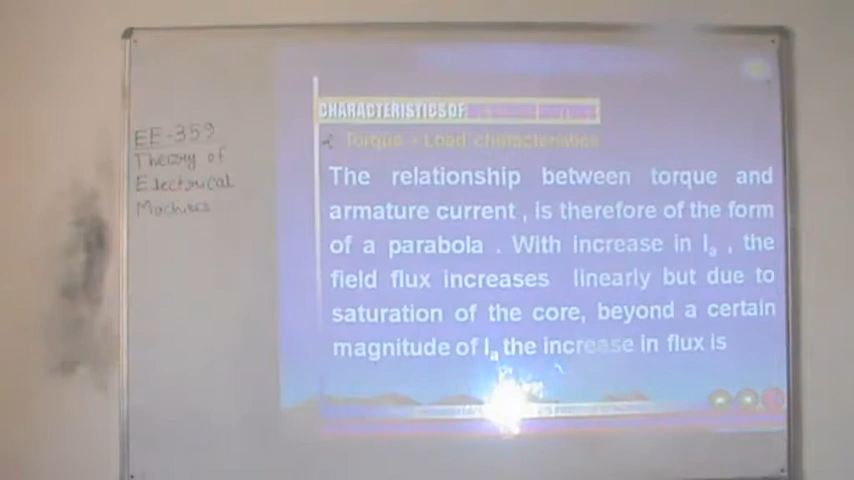 EE-359
Theory of
Electrical
Machines
CHARACTERISTICS OF
Torque - Load characteristics
The relationship between torque and
armature current , is therefore of the form
of a parabola . With increase in Ia , the
field flux increases linearly but due to
saturation of the core, beyond a certain
magnitude of Ia the increase in flux is